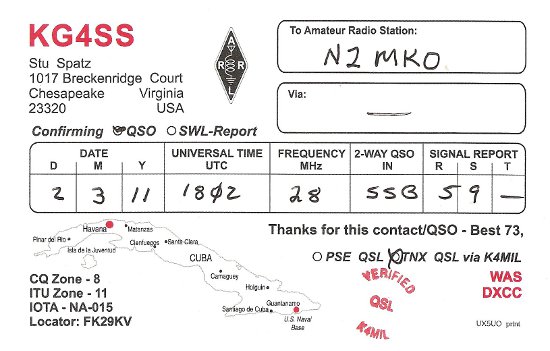 KG4SS
Stu Spatz
1017 Breckenridge Court
Chesapeake Virginia
23320 USA
ARRL
To Amateur Radio Station:
N2MKO
Via:
—
Confirming QSO SWL-Report
DATE UNIVERSAL TIME FREQUENCY 2-WAY QSO SIGNAL REPORT
D M Y UTC MHz IN R S T
2 3 11 1802 28 SSB 5 9 —
Thanks for this contact/QSO - Best 73,
PSE QSL TNX QSL via K4MIL
Havana
Matanzas
Pinar del Rio
Cienfuegos
Santa Clara
Isla de la Juventud
CUBA
Camaguey
Holguin
Santiago de Cuba
Guantanamo
U.S. Naval
Base
CQ Zone - 8
ITU Zone - 11
IOTA - NA-015
Locator: FK29KV
VERIFIED
QSL
K4MIL
WAS
DXCC
UX5UO print